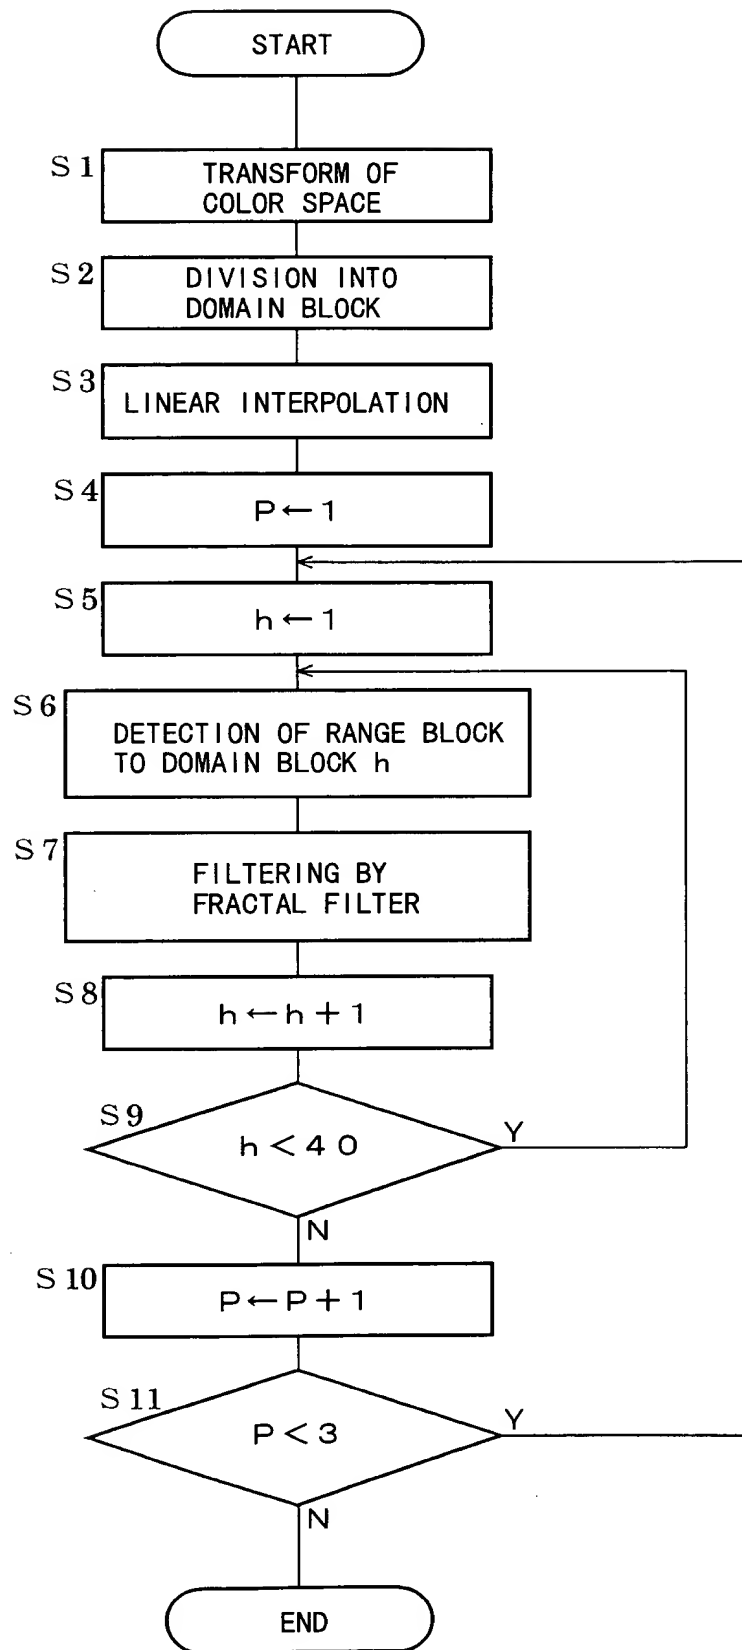 START
S1
TRANSFORM OF
COLOR SPACE
S2
DIVISION INTO
DOMAIN BLOCK
S3
LINEAR INTERPOLATION
S4
P←1
S5
h←1
S6
DETECTION OF RANGE BLOCK
TO DOMAIN BLOCK h
S7
FILTERING BY
FRACTAL FILTER
S8
h←h+1
S9
h<40
Y
N
S10
P←P+1
S11
P<3
Y
N
END